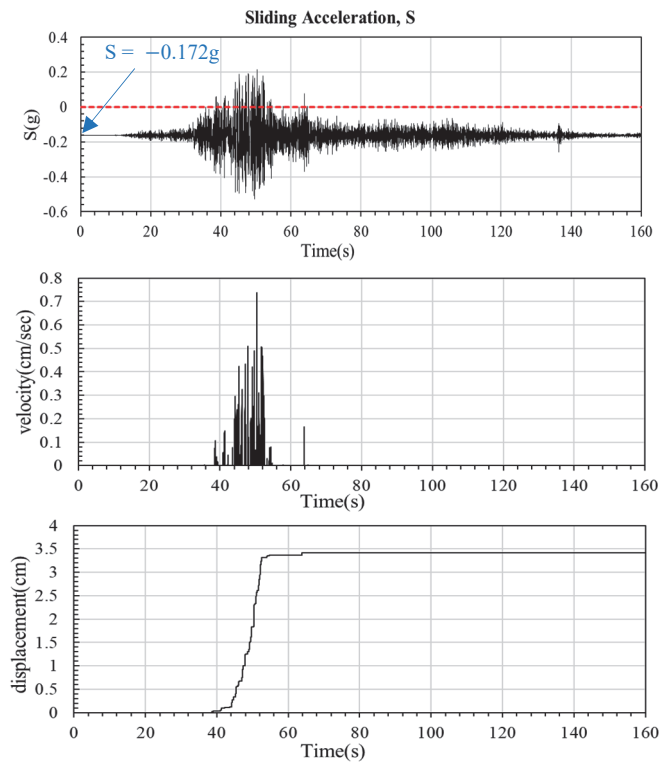 Sliding Acceleration, S
S = −0.172g
0.4
0.2
0
-0.2
-0.4
-0.6
S(g)
0 20 40 60 80 100 120 140 160
Time(s)
0.8
0.7
0.6
0.5
0.4
0.3
0.2
0.1
0
velocity(cm/sec)
0 20 40 60 80 100 120 140 160
Time(s)
4
3.5
3
2.5
2
1.5
1
0.5
0
displacement(cm)
0 20 40 60 80 100 120 140 160
Time(s)